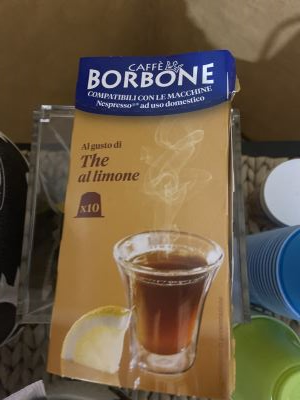 CAFFÈ
BORBONE
COMPATIBILI CON LE MACCHINE
Nespresso®* ad uso domestico
Al gusto di
The
al limone
x10